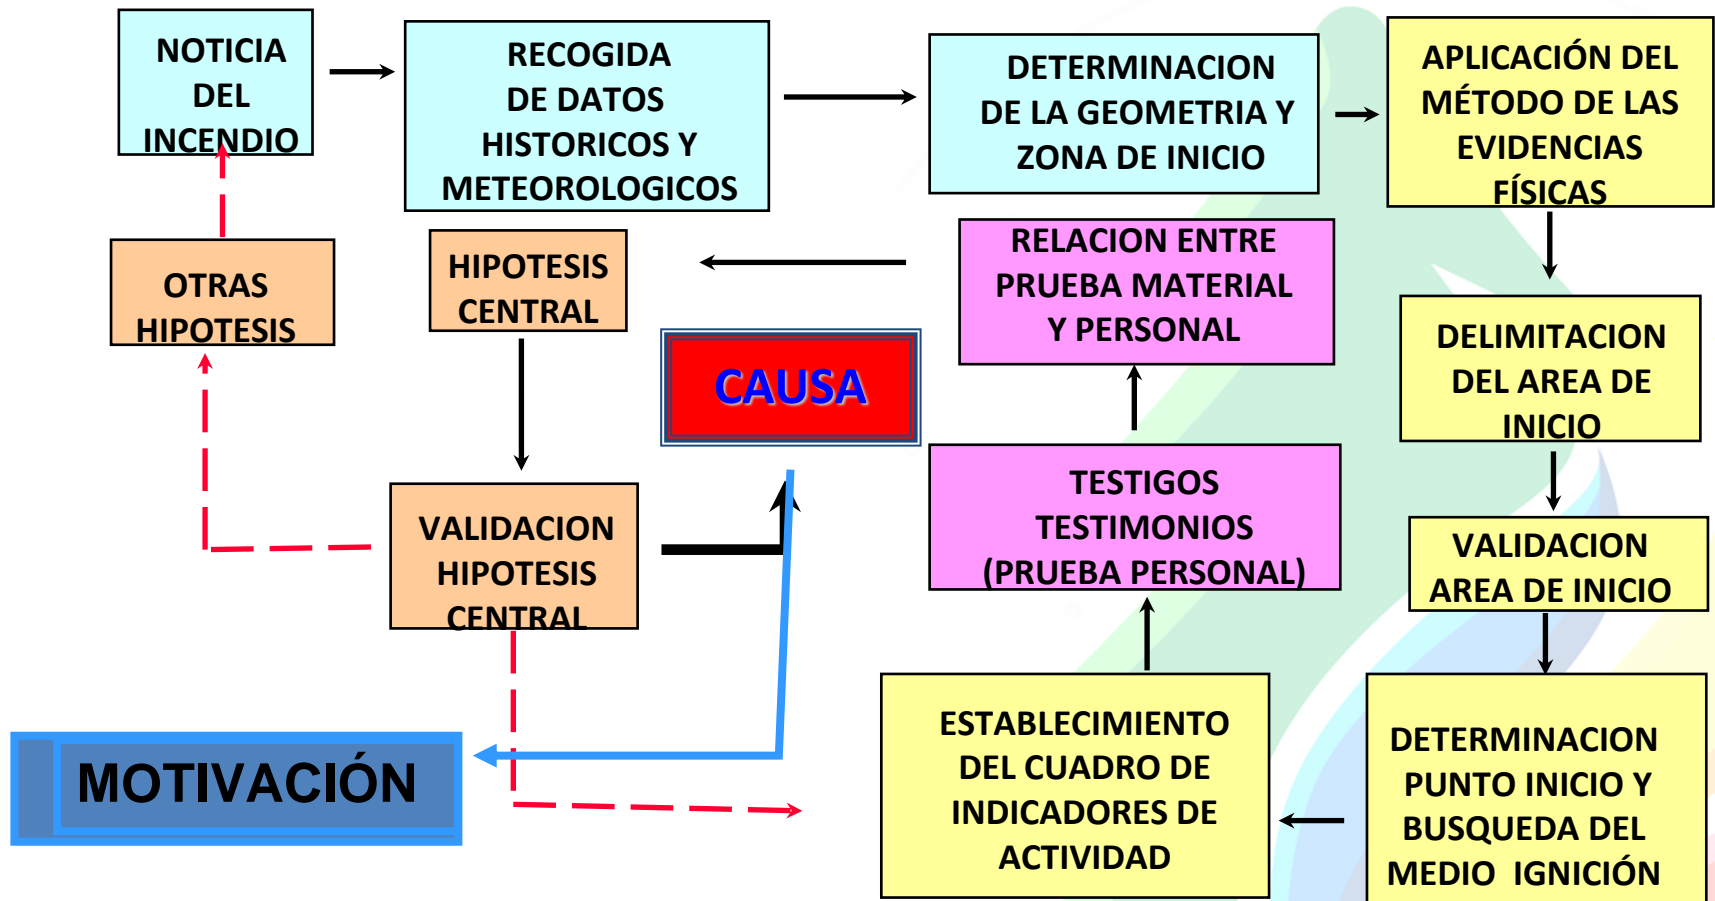 NOTICIA
DEL
INCENDIO
RECOGIDA
DE DATOS
HISTORICOS Y
METEOROLOGICOS
DETERMINACION
DE LA GEOMETRIA Y
ZONA DE INICIO
APLICACIÓN DEL
MÉTODO DE LAS
EVIDENCIAS
FÍSICAS
OTRAS
HIPOTESIS
HIPOTESIS
CENTRAL
RELACION ENTRE
PRUEBA MATERIAL
Y PERSONAL
DELIMITACION
DEL AREA DE
INICIO
CAUSA
VALIDACION
HIPOTESIS
CENTRAL
TESTIGOS
TESTIMONIOS
(PRUEBA PERSONAL)
VALIDACION
AREA DE INICIO
MOTIVACIÓN
ESTABLECIMIENTO
DEL CUADRO DE
INDICADORES DE
ACTIVIDAD
DETERMINACION
PUNTO INICIO Y
BUSQUEDA DEL
MEDIO IGNICIÓN